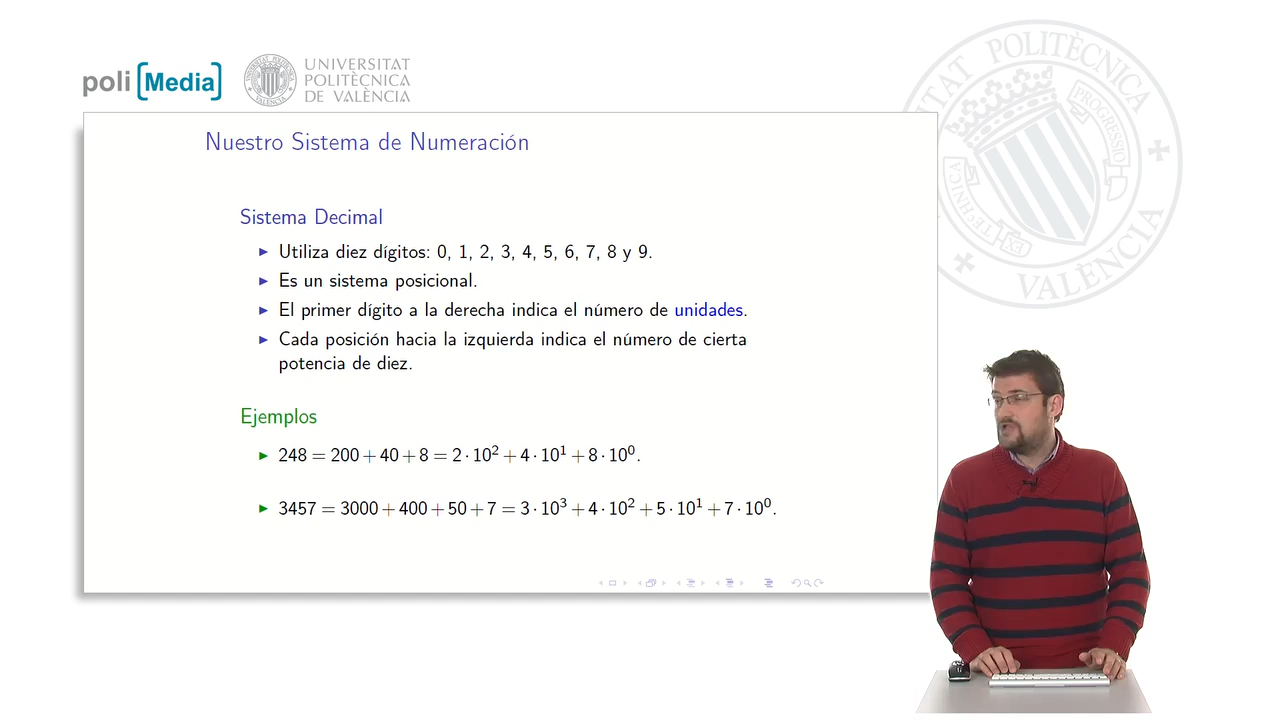 poli [Media]
UNIVERSITAT
POLITÈCNICA
DE VALÈNCIA
Nuestro Sistema de Numeración
Sistema Decimal
▶ Utiliza diez dígitos: 0, 1, 2, 3, 4, 5, 6, 7, 8 y 9.
▶ Es un sistema posicional.
▶ El primer dígito a la derecha indica el número de unidades.
▶ Cada posición hacia la izquierda indica el número de cierta
potencia de diez.
Ejemplos
▶ 248 = 200 + 40 + 8 = 2 · 10² + 4 · 10¹ + 8 · 10⁰.
▶ 3457 = 3000 + 400 + 50 + 7 = 3 · 10³ + 4 · 10² + 5 · 10¹ + 7 · 10⁰.
POLITÈCNICA
VALÈNCIA
PROGRESSIO